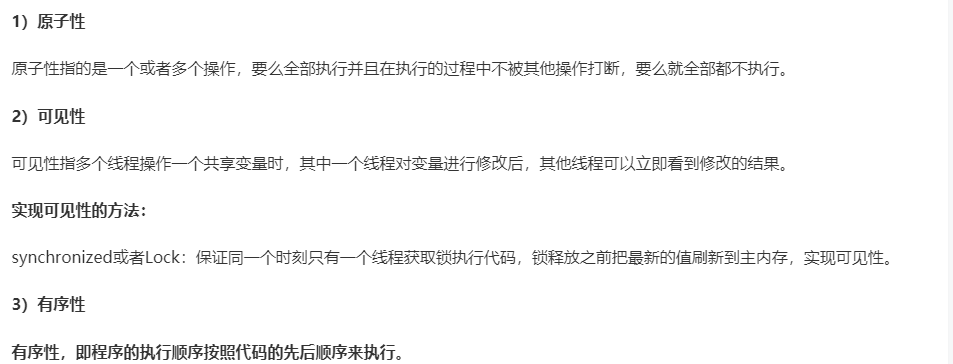 1）原子性
原子性指的是一个或者多个操作，要么全部执行并且在执行的过程中不被其他操作打断，要么就全部都不执行。
2）可见性
可见性指多个线程操作一个共享变量时，其中一个线程对变量进行修改后，其他线程可以立即看到修改的结果。
实现可见性的方法：
synchronized或者Lock：保证同一个时刻只有一个线程获取锁执行代码，锁释放之前把最新的值刷新到主内存，实现可见性。
3）有序性
有序性，即程序的执行顺序按照代码的先后顺序来执行。